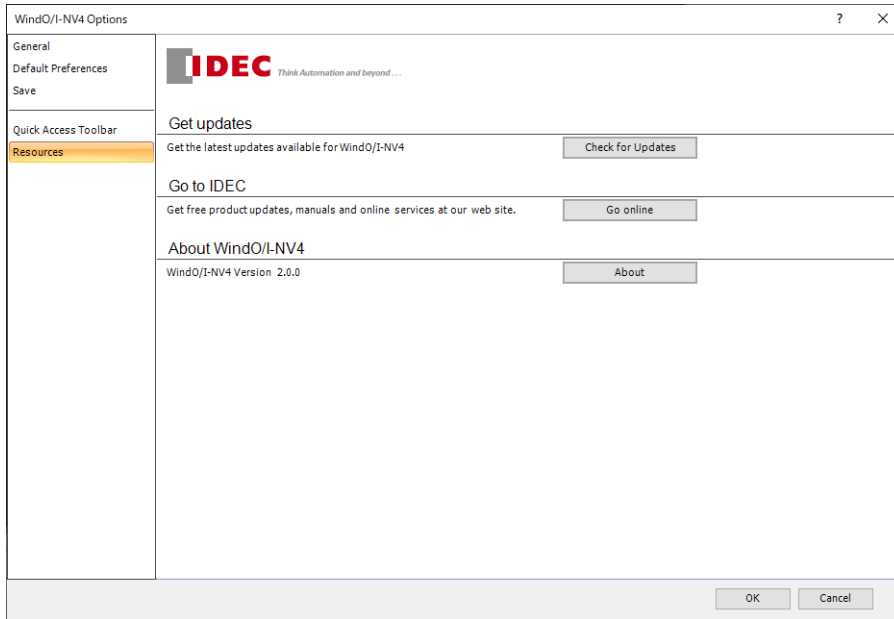 WindO/I-NV4 Options
?
General
Default Preferences
Save
Quick Access Toolbar
Resources
IDEC Think Automation and beyond...
Get updates
Get the latest updates available for WindO/I-NV4
Check for Updates
Go to IDEC
Get free product updates, manuals and online services at our web site.
Go online
About WindO/I-NV4
WindO/I-NV4 Version 2.0.0
About
OK
Cancel